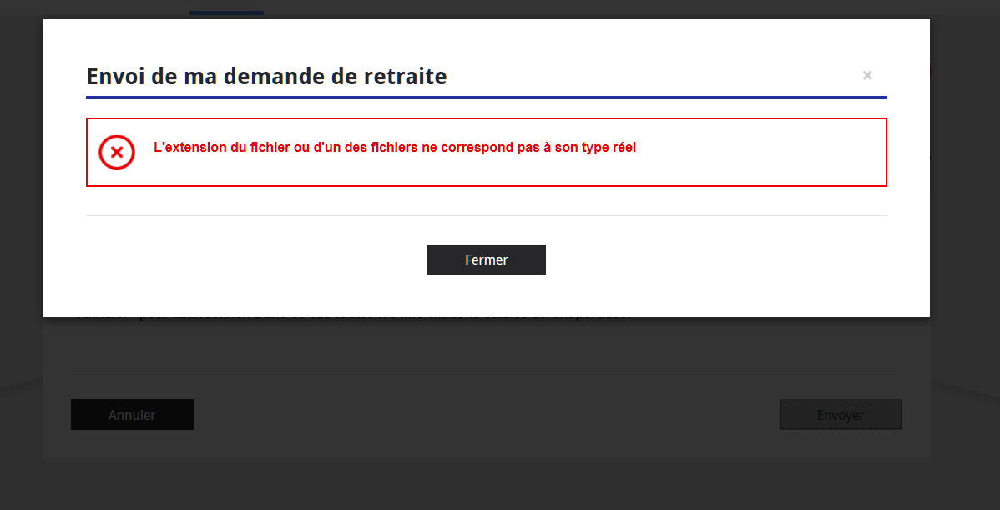 Envoi de ma demande de retraite
×
L'extension du fichier ou d'un des fichiers ne correspond pas à son type réel
Fermer
Annuler
Envoyer